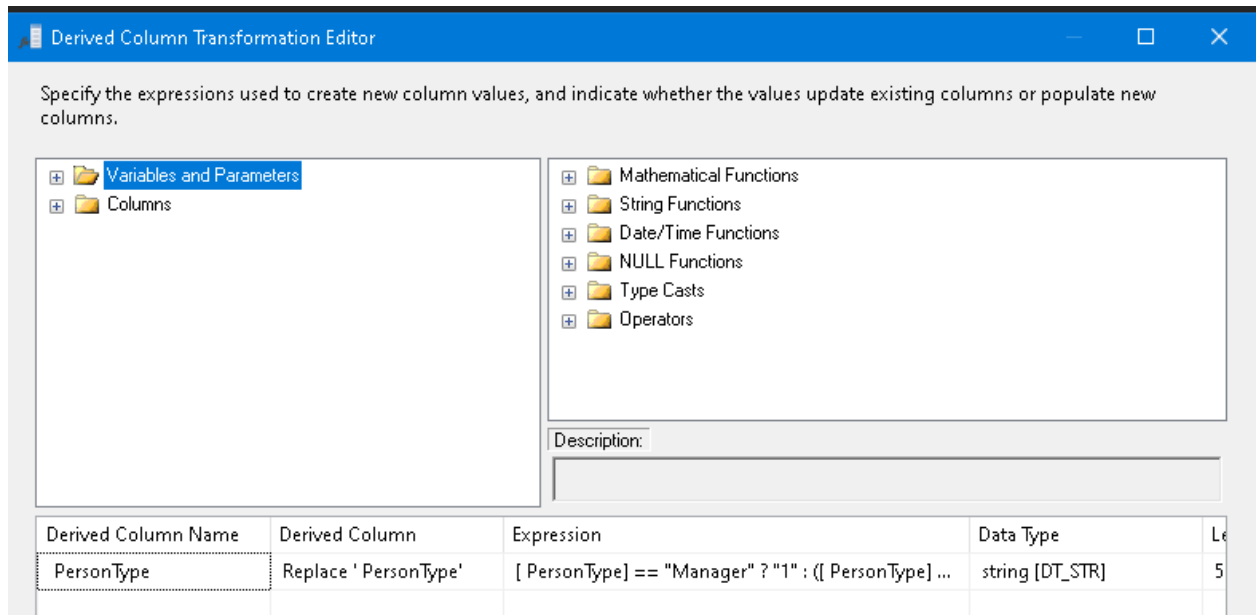 Derived Column Transformation Editor
Specify the expressions used to create new column values, and indicate whether the values update existing columns or populate new
columns.
Variables and Parameters
Columns
Mathematical Functions
String Functions
Date/Time Functions
NULL Functions
Type Casts
Operators
Description:
Derived Column Name Derived Column Expression Data Type Le
PersonType Replace ' PersonType' [ PersonType] == "Manager" ? "1" : ([ PersonType] ... string [DT_STR] 5